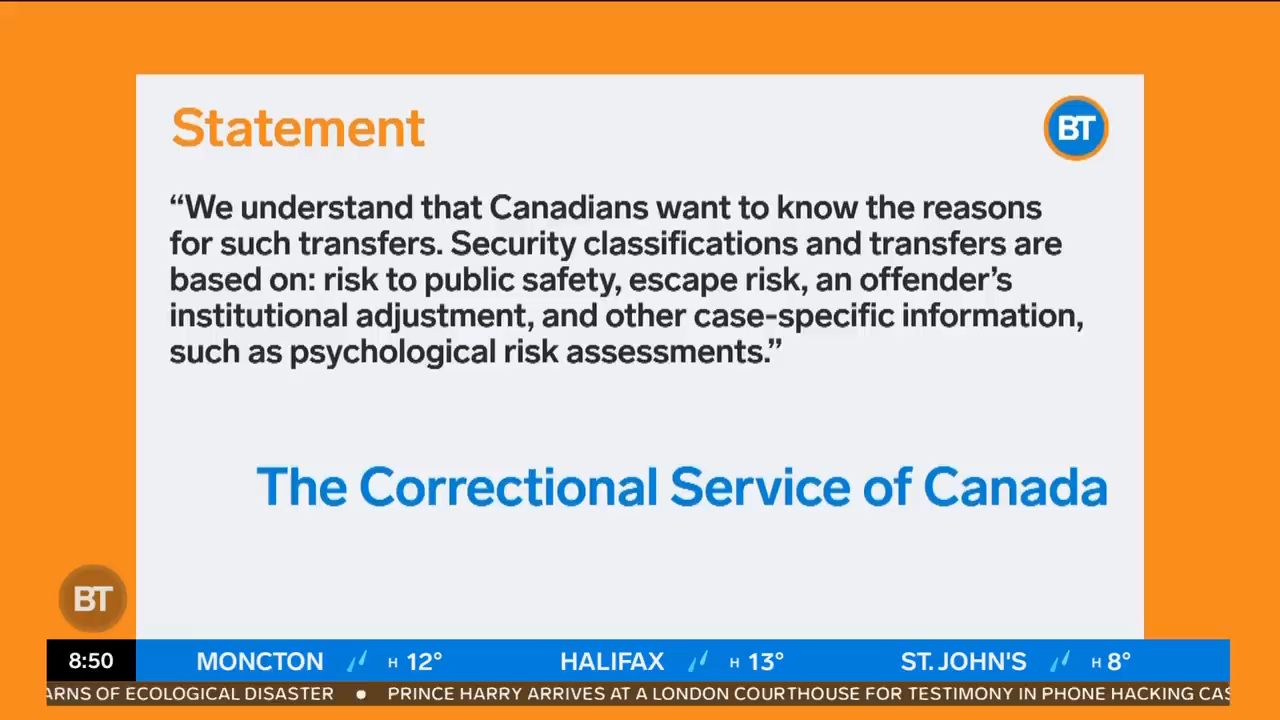 Statement
BT
“We understand that Canadians want to know the reasons
for such transfers. Security classifications and transfers are
based on: risk to public safety, escape risk, an offender’s
institutional adjustment, and other case-specific information,
such as psychological risk assessments.”
The Correctional Service of Canada
BT
8:50 MONCTON H 12° HALIFAX H 13° ST. JOHN'S H 8°
ARNS OF ECOLOGICAL DISASTER • PRINCE HARRY ARRIVES AT A LONDON COURTHOUSE FOR TESTIMONY IN PHONE HACKING CAS